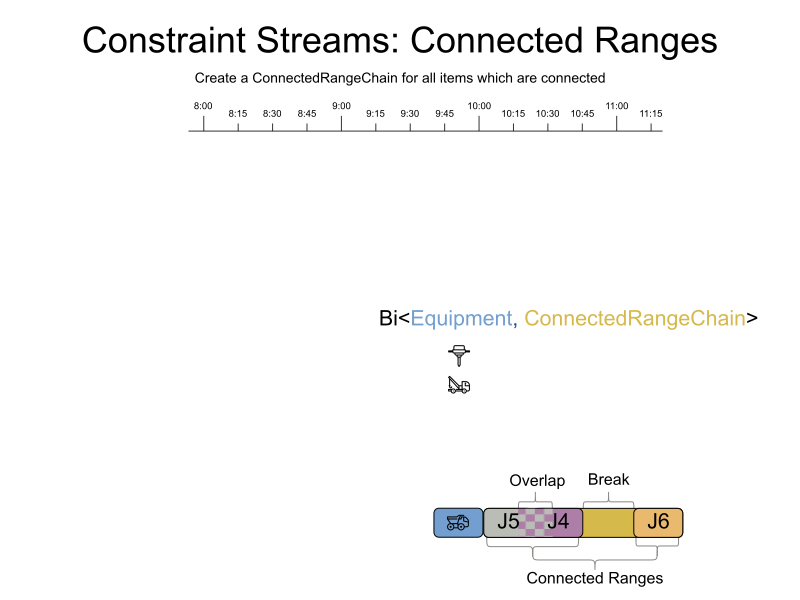 Constraint Streams: Connected Ranges
Create a ConnectedRangeChain for all items which are connected
8:00 8:15 8:30 8:45 9:00 9:15 9:30 9:45 10:00 10:15 10:30 10:45 11:00 11:15
Bi<Equipment, ConnectedRangeChain>
Overlap Break
J5 J4 J6
Connected Ranges